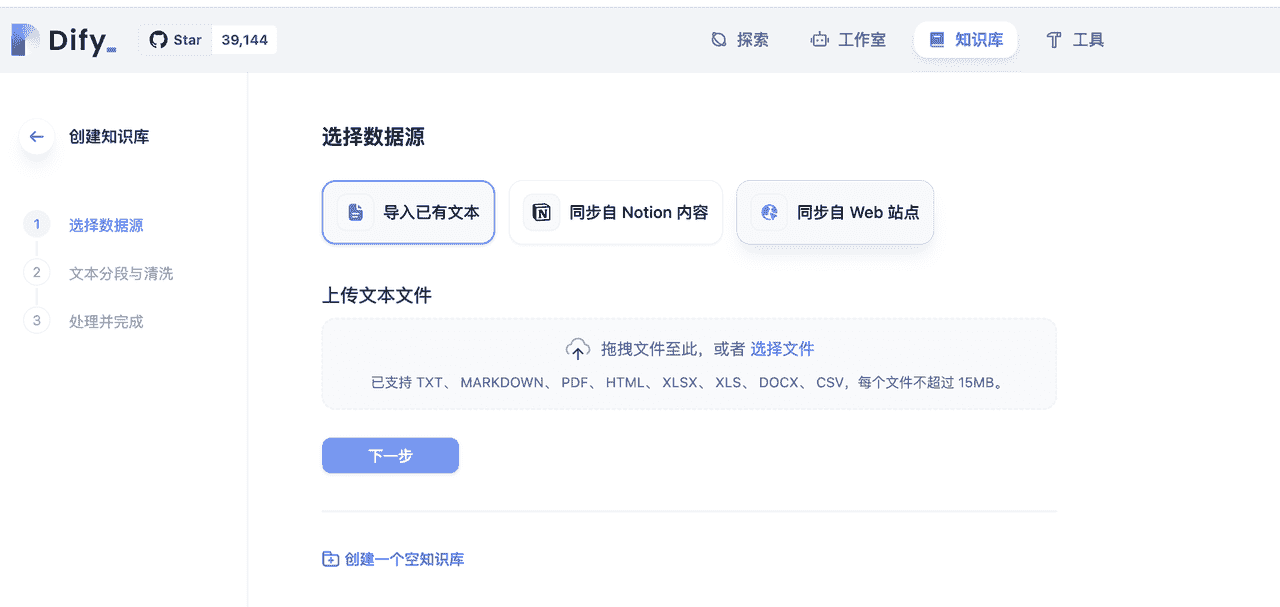 Dify_ Star 39,144 探索 工作室 知识库 工具
创建知识库
1 选择数据源
2 文本分段与清洗
3 处理并完成
选择数据源
导入已有文本 同步自 Notion 内容 同步自 Web 站点
上传文本文件
拖拽文件至此，或者 选择文件
已支持 TXT、 MARKDOWN、 PDF、 HTML、 XLSX、 XLS、 DOCX、 CSV，每个文件不超过 15MB。
下一步
创建一个空知识库